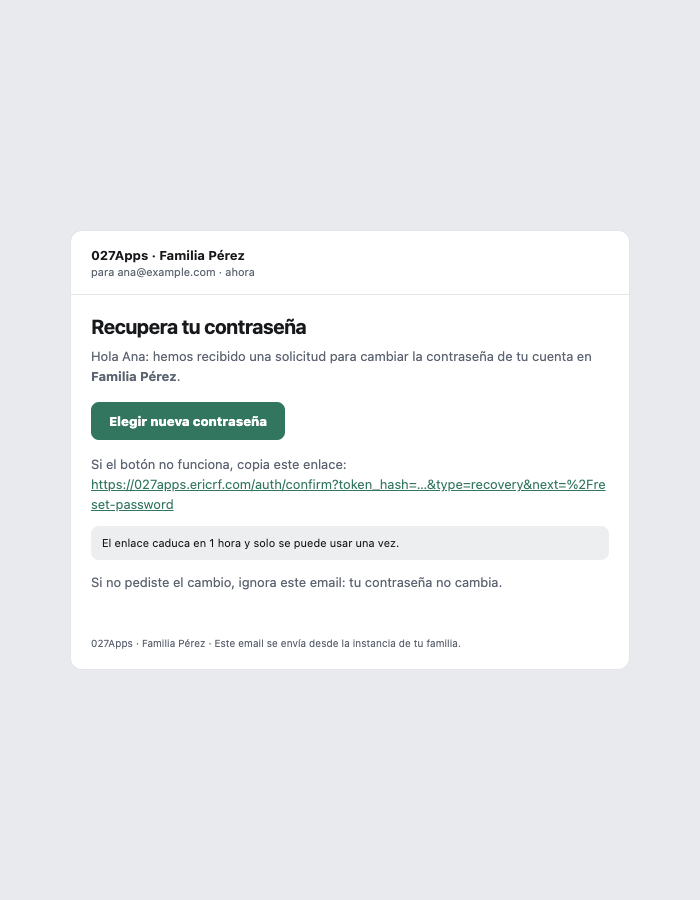 027Apps · Familia Pérez
para ana@example.com · ahora
Recupera tu contraseña
Hola Ana: hemos recibido una solicitud para cambiar la contraseña de tu cuenta en
Familia Pérez.
Elegir nueva contraseña
Si el botón no funciona, copia este enlace:
https://027apps.ericrf.com/auth/confirm?token_hash=…&type=recovery&next=%2Fre
set-password
El enlace caduca en 1 hora y solo se puede usar una vez.
Si no pediste el cambio, ignora este email: tu contraseña no cambia.
027Apps · Familia Pérez · Este email se envía desde la instancia de tu familia.